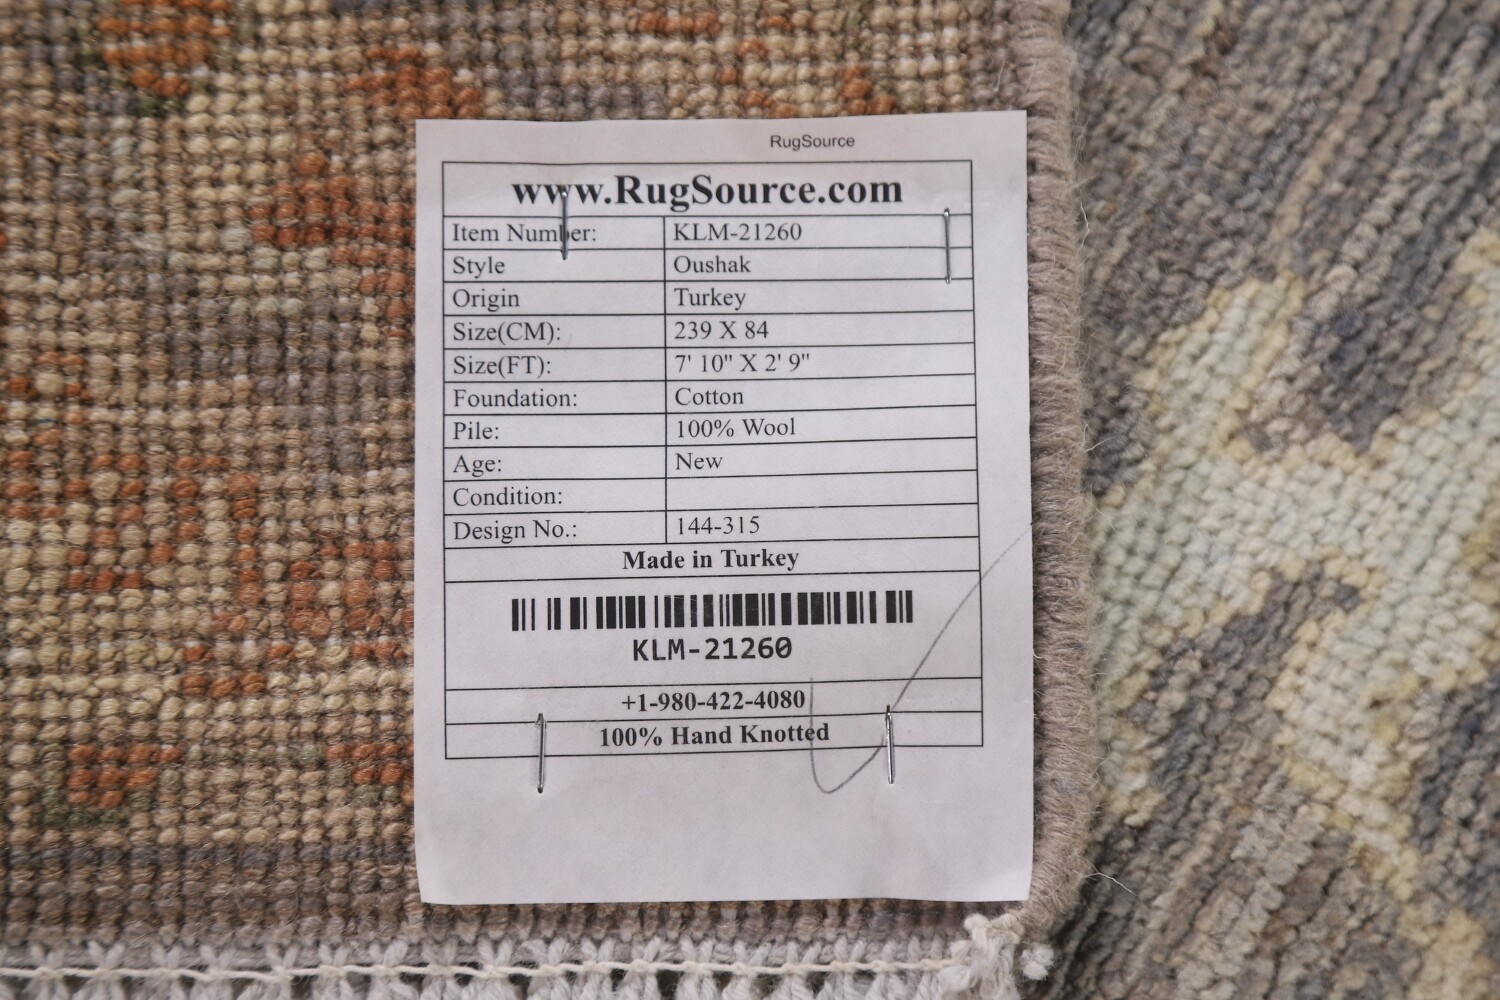 RugSource
www.RugSource.com
Item Number: KLM-21260
Style Oushak
Origin Turkey
Size(CM): 239 X 84
Size(FT): 7' 10" X 2' 9"
Foundation: Cotton
Pile: 100% Wool
Age: New
Condition:
Design No.: 144-315
Made in Turkey
KLM-21260
+1-980-422-4080
100% Hand Knotted